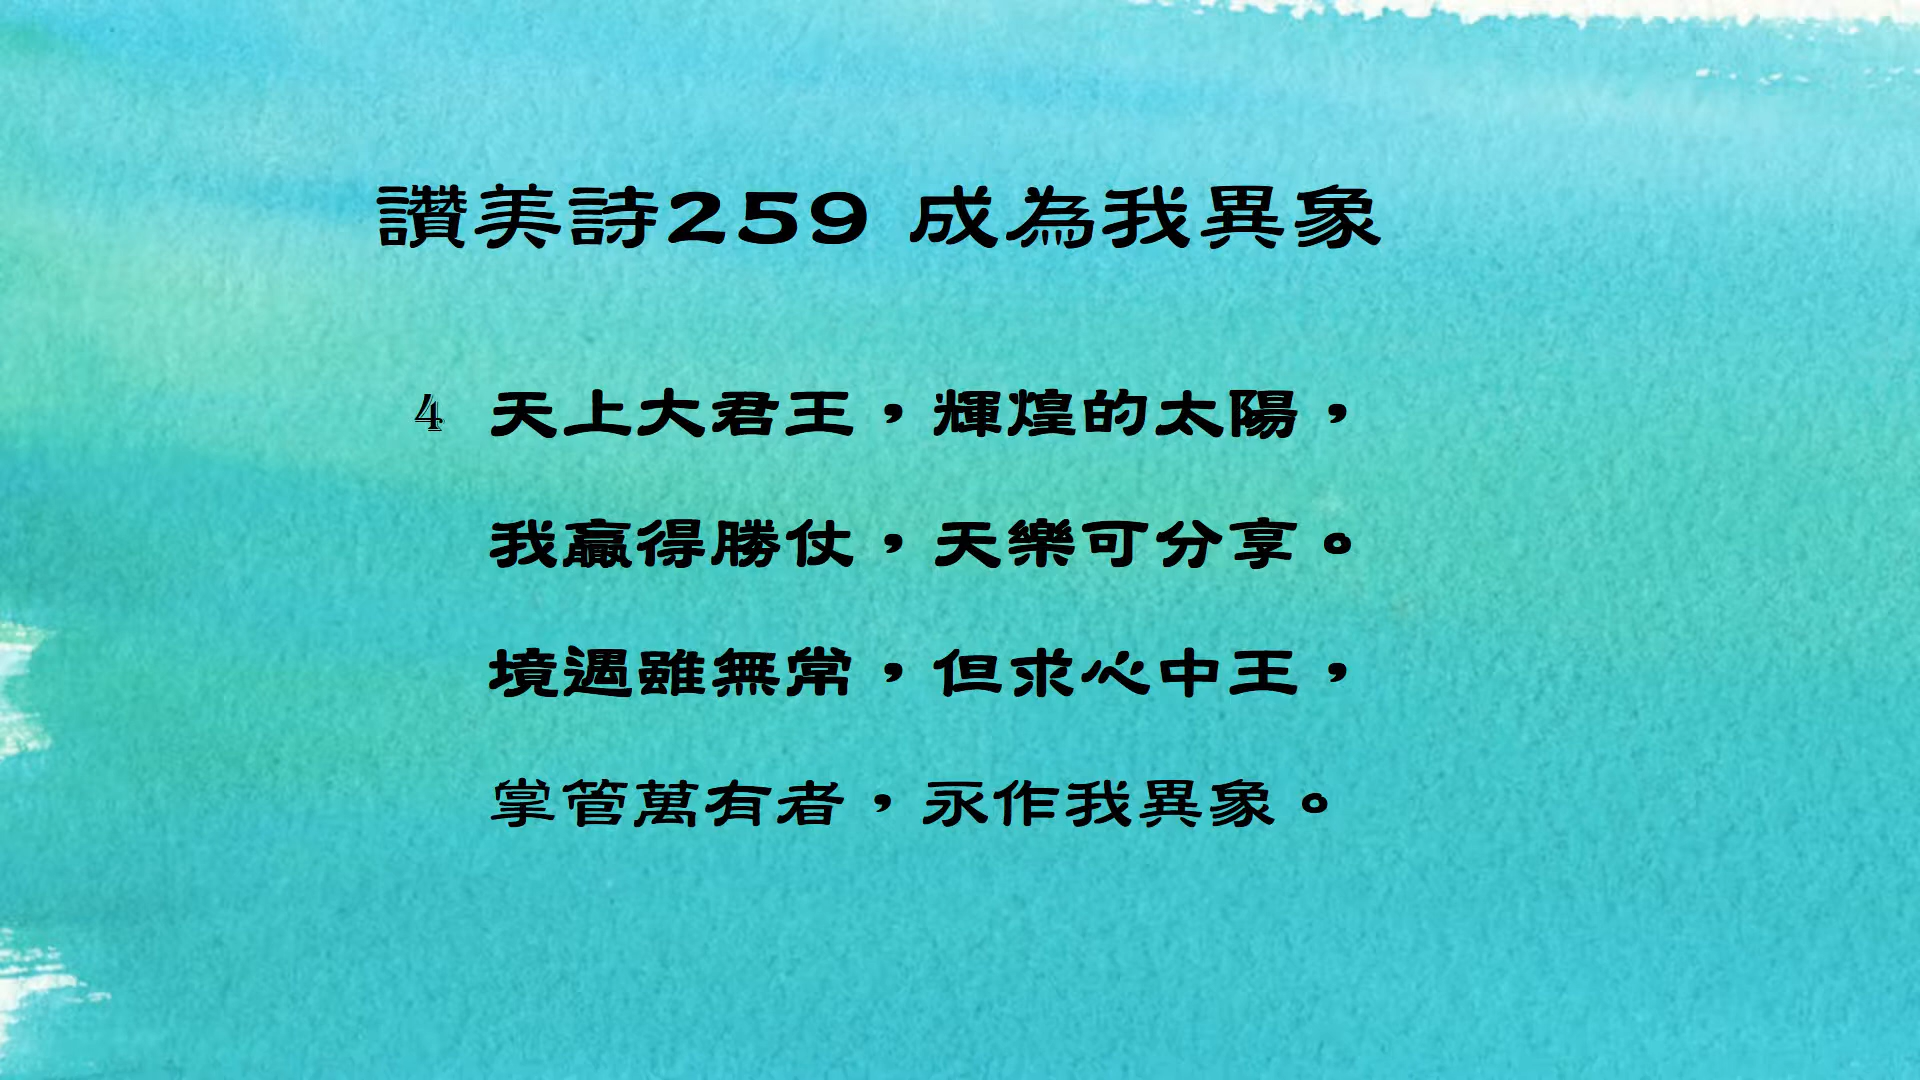 讚美詩259 成為我異象
4 天上大君王，輝煌的太陽，
我贏得勝仗，天樂可分享。
境遇雖無常，但求心中王，
掌管萬有者，永作我異象。